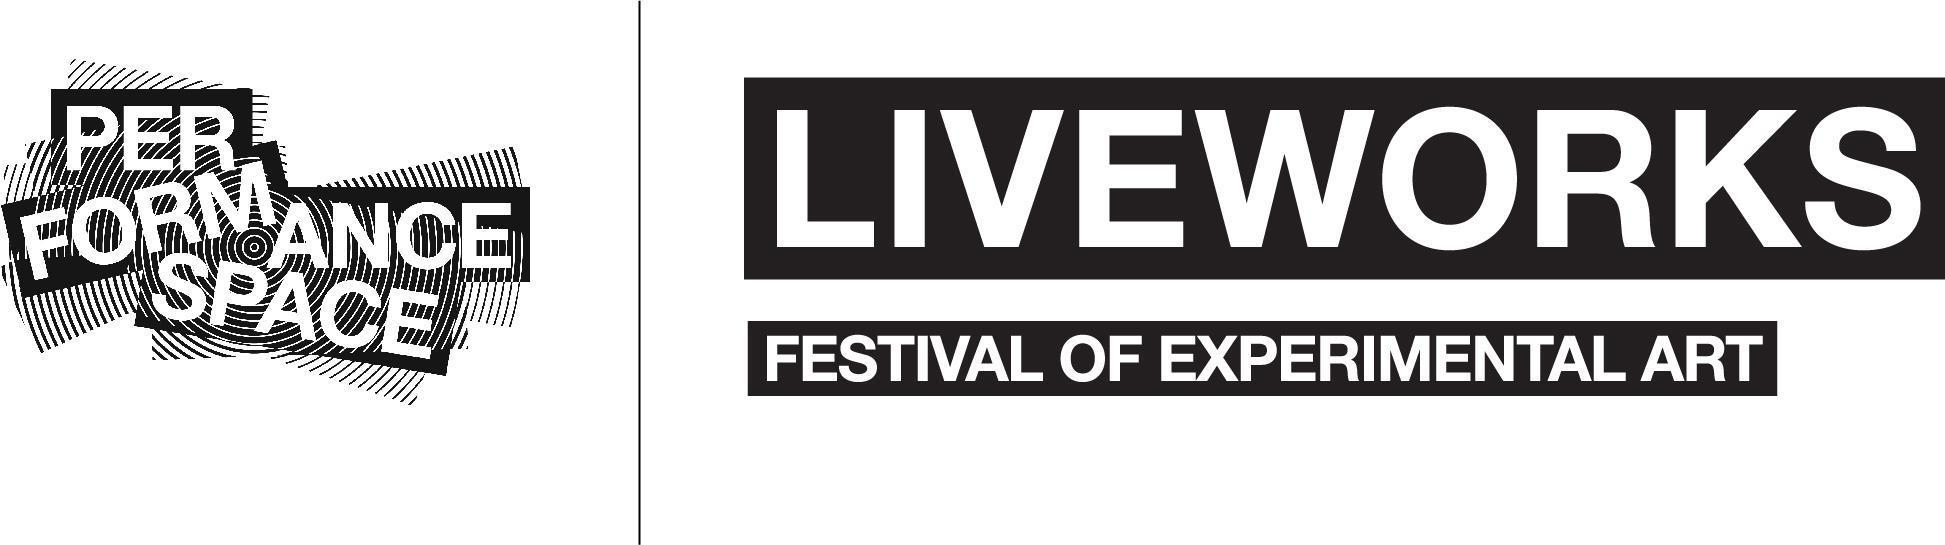 PER
FORMANCE
SPACE
LIVEWORKS
FESTIVAL OF EXPERIMENTAL ART